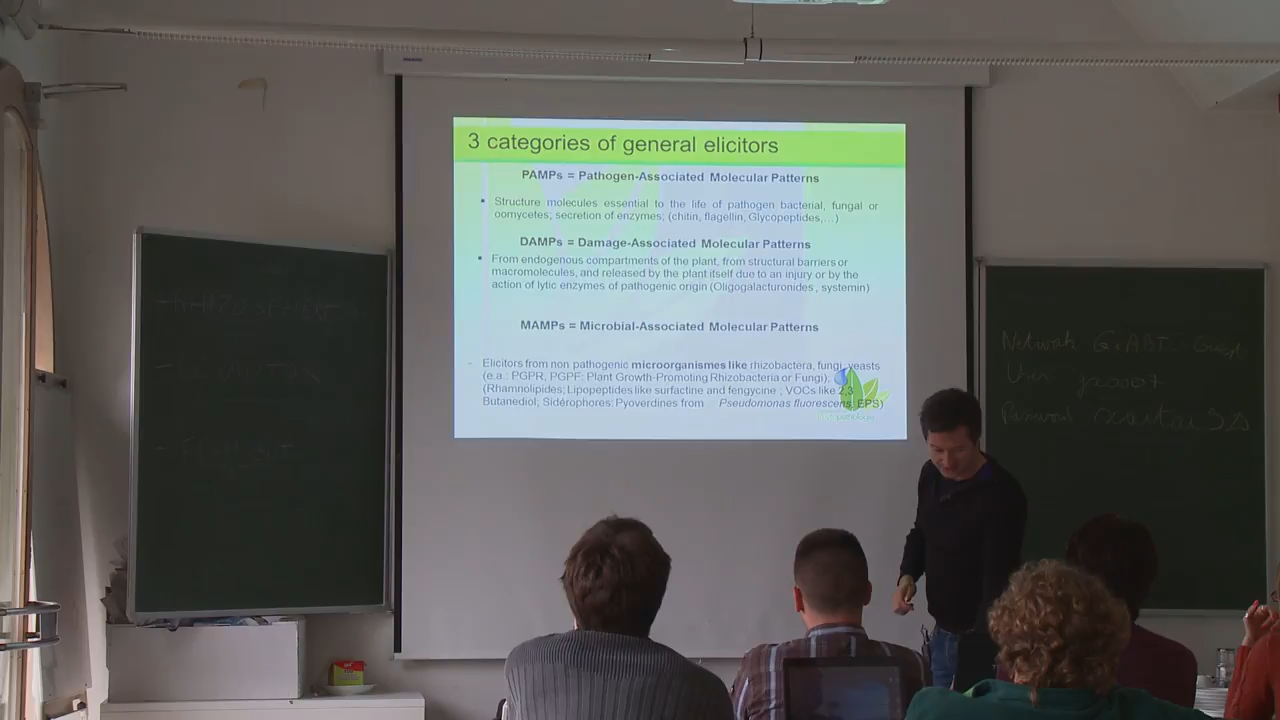 3 categories of general elicitors
PAMPs = Pathogen-Associated Molecular Patterns
▪ Structure molecules essential to the life of pathogen bacterial, fungal or
oomycetes; secretion of enzymes; (chitin, flagellin, Glycopeptides,…)
DAMPs = Damage-Associated Molecular Patterns
▪ From endogenous compartments of the plant, from structural barriers or
macromolecules, and released by the plant itself due to an injury or by the
action of lytic enzymes of pathogenic origin (Oligogalacturonides, systemin)
MAMPs = Microbial-Associated Molecular Patterns
- Elicitors from non pathogenic microorganismes like rhizobactera, fungi, yeasts
(e.a.: PGPR, PGPF: Plant Growth-Promoting Rhizobacteria or Fungi),
(Rhamnolipides; Lipopeptides like surfactine and fengycine ; VOCs like 2,3
Butanediol; Sidérophores: Pyoverdines from Pseudomonas fluorescens; EPS)
Network GxABT-Guest
User